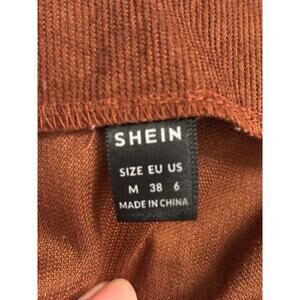 SHEIN
SIZE EU US
M 38 6
MADE IN CHINA